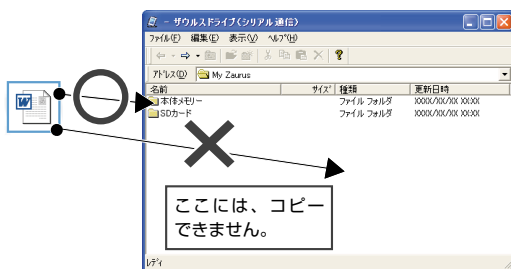 - ザウルスドライブ(シリアル通信)
ファイル(F) 編集(E) 表示(V) ヘルプ(H)
アドレス(D) My Zaurus
名前 サイズ 種類 更新日時
本体メモリー ファイル フォルダ XXXX/XX/XX XX:XX
SDカード ファイル フォルダ XXXX/XX/XX XX:XX
W
ここには、コピー
できません。
レディ